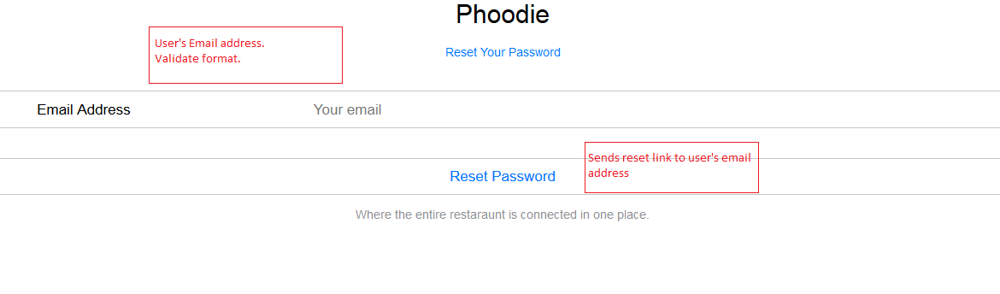 Phoodie
User's Email address.
Validate format.
Reset Your Password
Email Address
Your email
Sends reset link to user's email
address
Reset Password
Where the entire restaraunt is connected in one place.